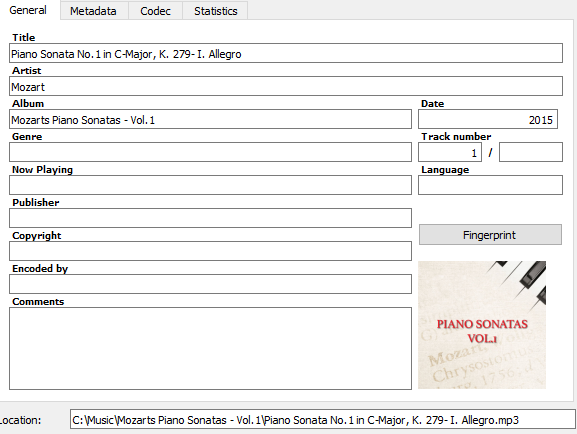 General Metadata Codec Statistics
Title
Piano Sonata No.1 in C-Major, K. 279- I. Allegro
Artist
Mozart
Album Date
Mozarts Piano Sonatas - Vol.1 2015
Genre Track number
1 /
Now Playing Language
Publisher
Copyright
Fingerprint
Encoded by
Comments
PIANO SONATAS
VOL.1
Mozart,
Chrysostomus
1756,
Location: C:\Music\Mozarts Piano Sonatas - Vol.1\Piano Sonata No.1 in C-Major, K. 279- I. Allegro.mp3